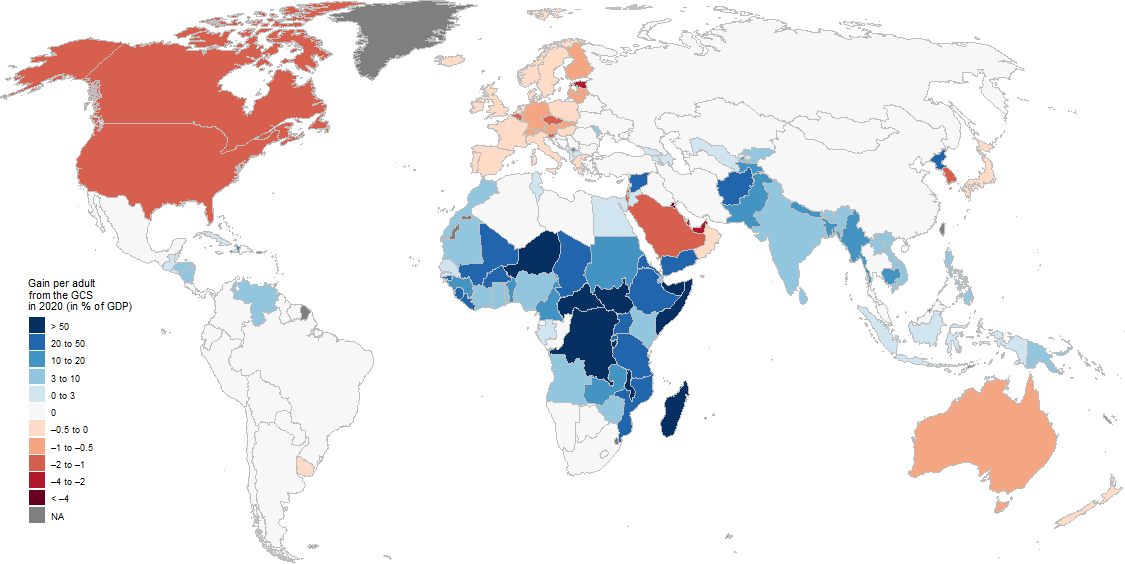 Gain per adult
from the GCS
in 2020 (in % of GDP)
> 50
20 to 50
10 to 20
3 to 10
0 to 3
0
–0.5 to 0
–1 to –0.5
–2 to –1
–4 to –2
< –4
NA